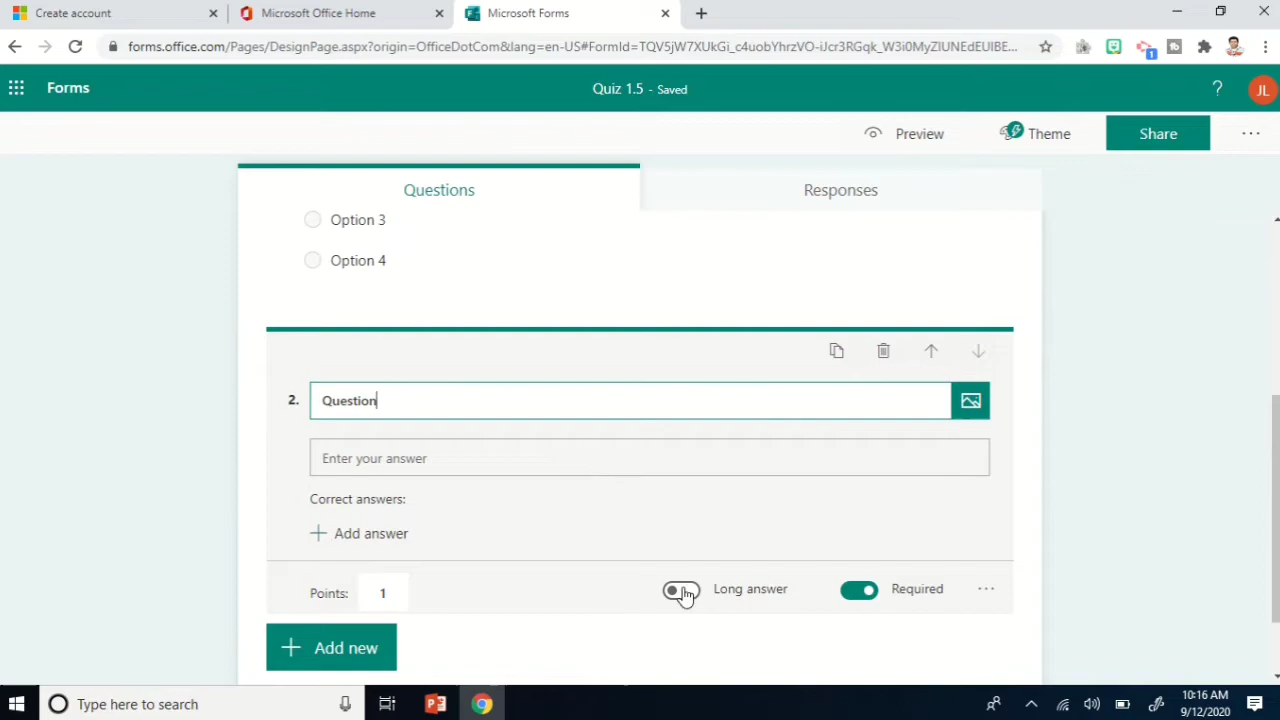 Create account
Microsoft Office Home
Microsoft Forms
forms.office.com/Pages/DesignPage.aspx?origin=OfficeDotCom&lang=en-US#FormId=TQV5jW7XUkGi_c4uobYhrzVO-iJcr3RGqk_W3i0MyZIUNEdEUlBE...
1
Forms
Quiz 1.5 - Saved
?
JL
Preview
Theme
Share
...
Questions
Responses
Option 3
Option 4
2.
Question
Enter your answer
Correct answers:
Add answer
Points:
1
Long answer
Required
...
Add new
Type here to search
10:16 AM
9/12/2020